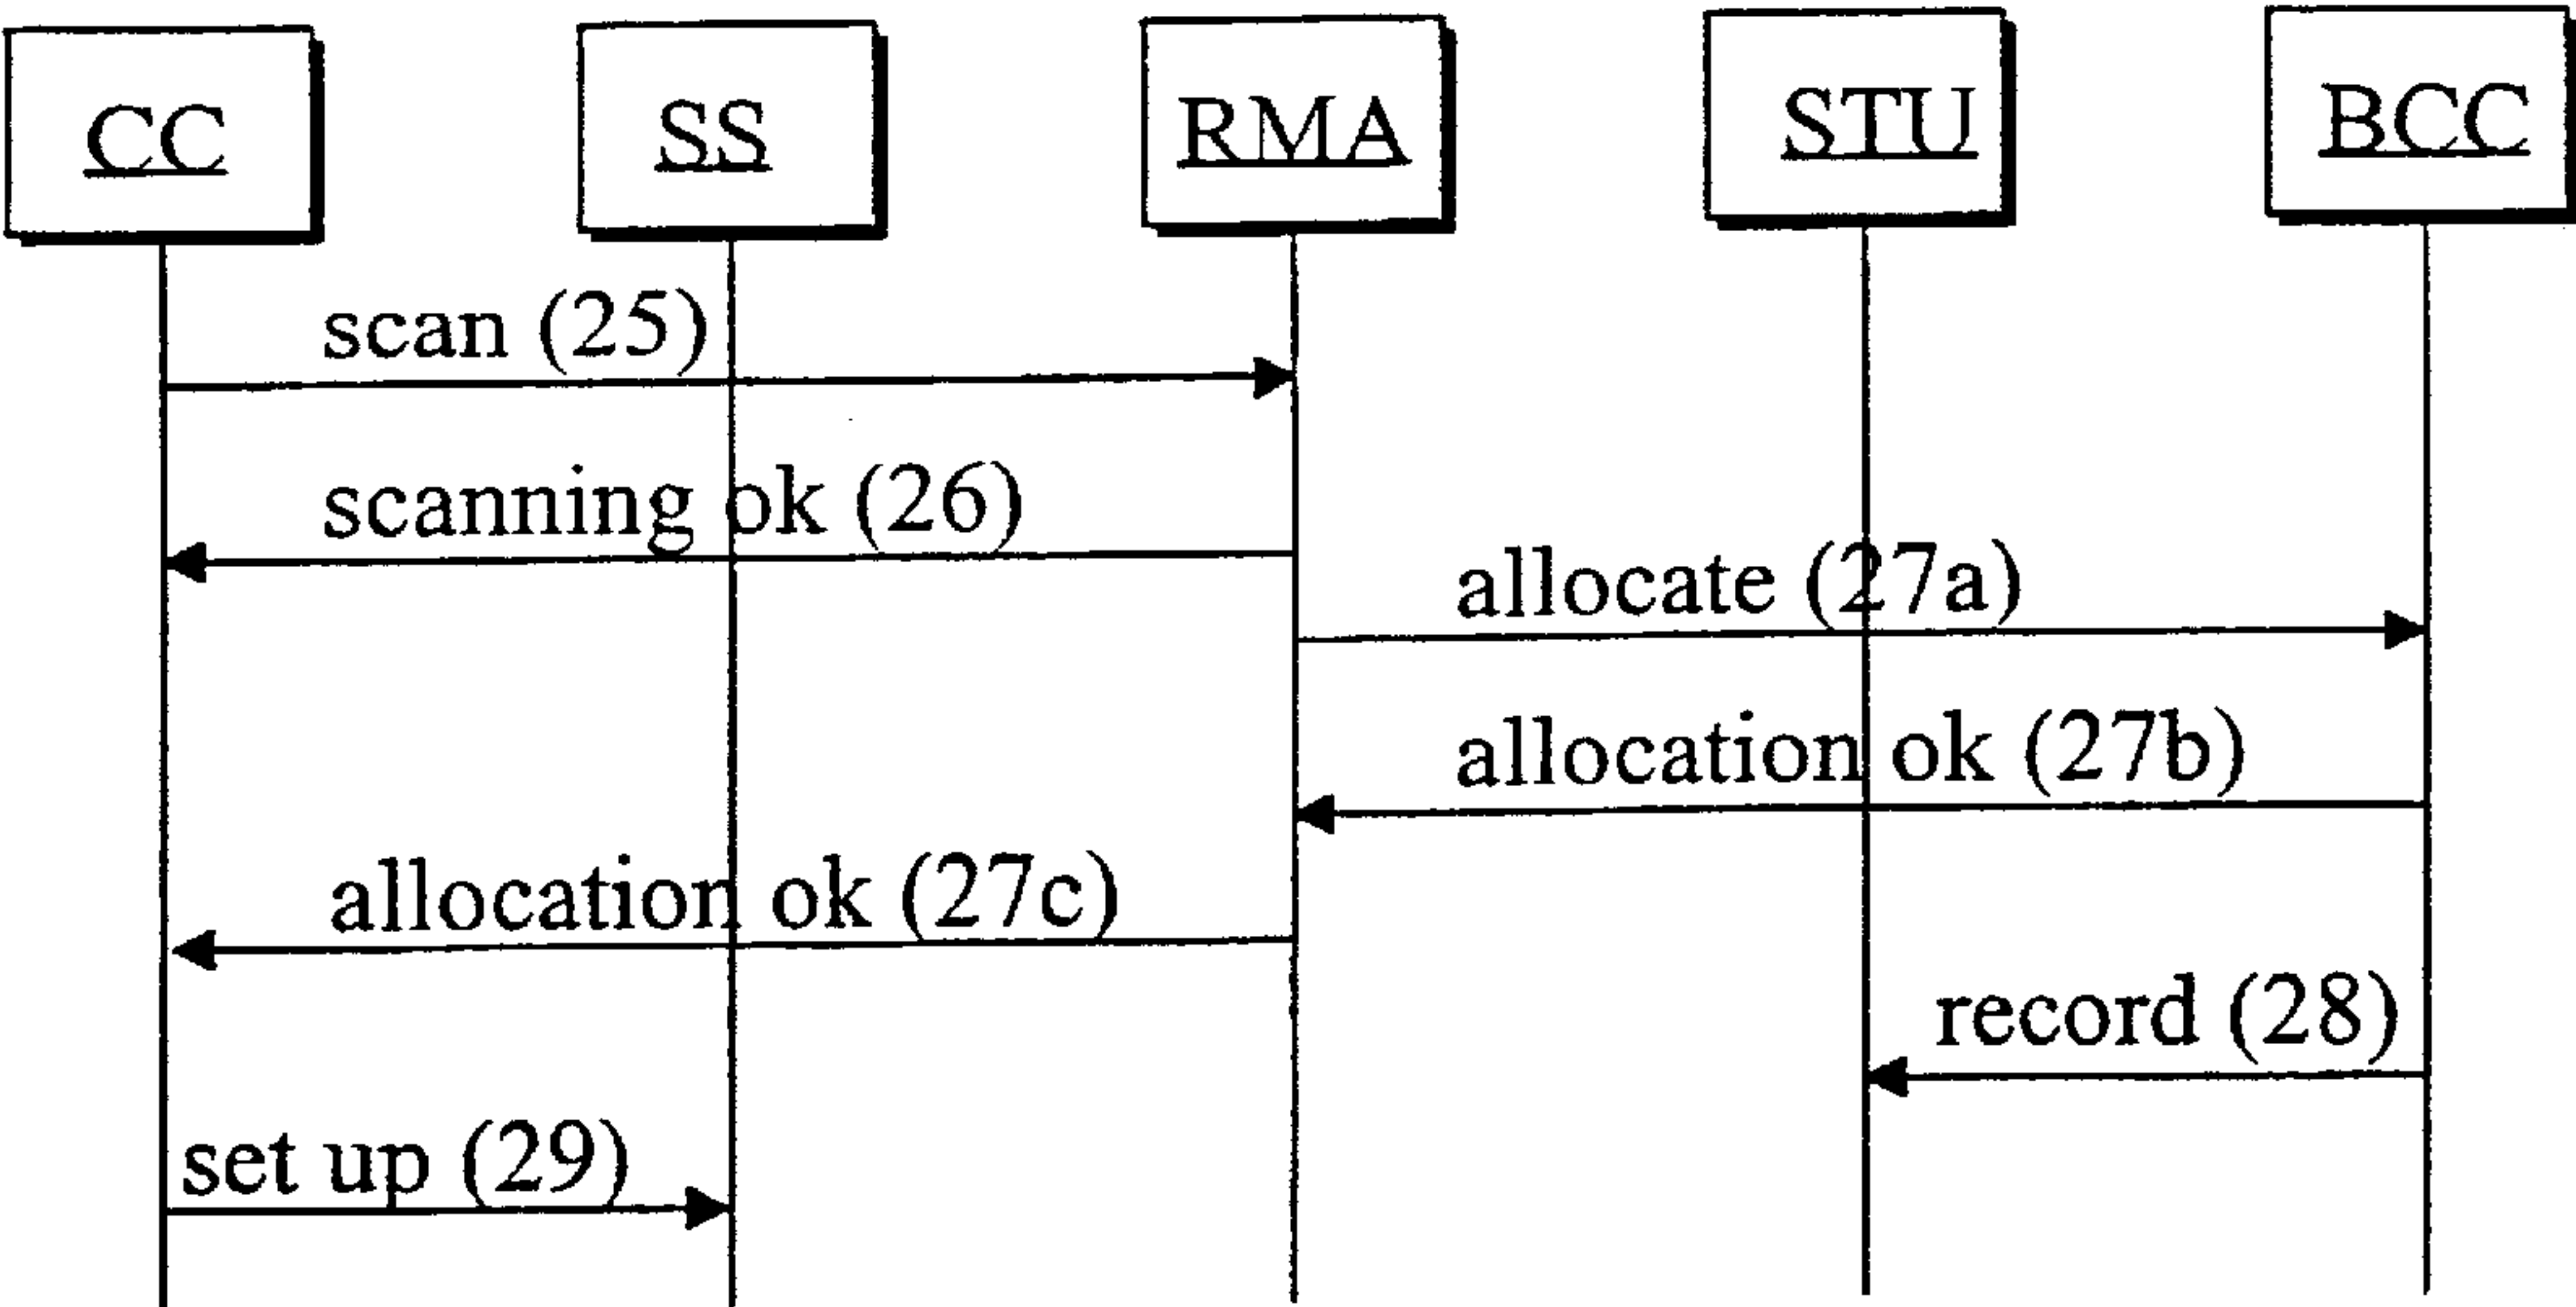 CC
SS
RMA
STU
BCC
scan (25)
scanning ok (26)
allocate (27a)
allocation ok (27b)
allocation ok (27c)
record (28)
set up (29)